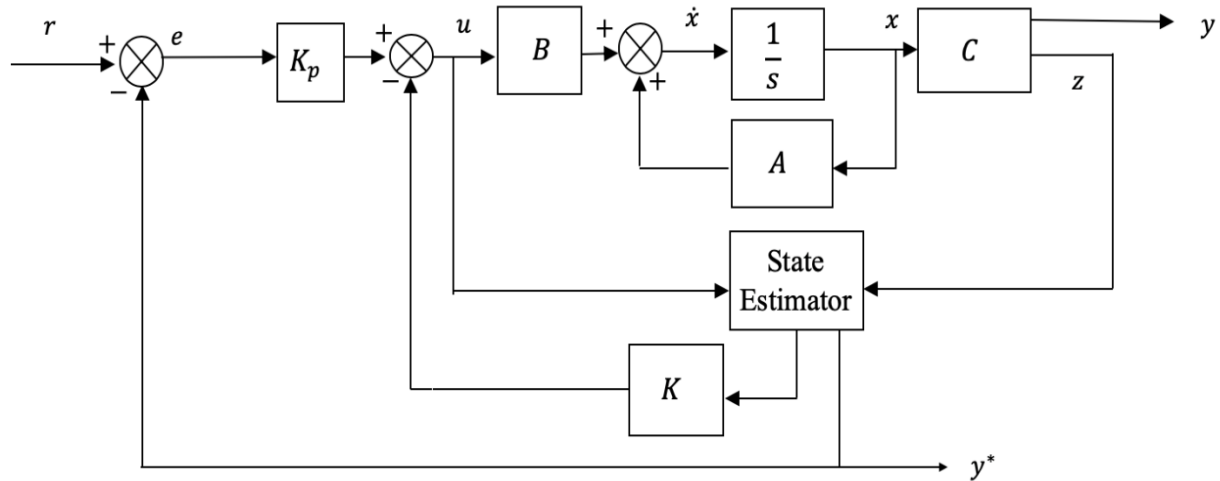 r
+
−
e
K_p
+
−
u
B
+
+
ẋ
1
s
x
C
y
z
A
State
Estimator
K
y*